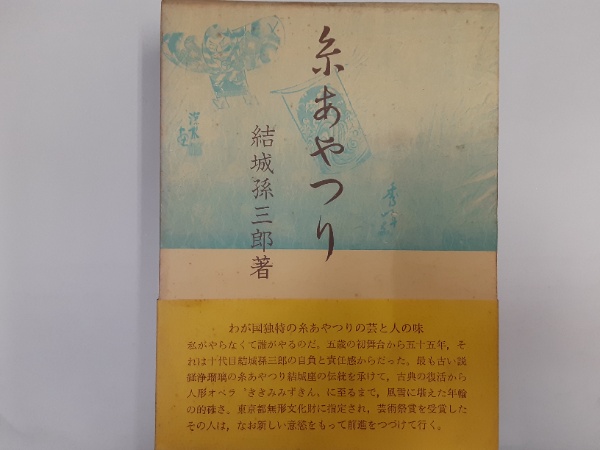 糸あやつり
結城孫三郎著
わが国独特の糸あやつりの芸と人の味
私がやらなくて誰がやるのだ。五歳の初舞台から五十五年，そ
れは十代目結城孫三郎の自負と責任感からだった。最も古い説
経浄瑠璃の糸あやつり結城座の伝統を承けて，古典の復活から
人形オペラ〝ききみみずきん〟に至るまで，風雪に堪えた年輪
の的確さ。東京都無形文化財に指定され，芸術祭賞を受賞した
その人は，なお新しい意慾をもって前進をつづけて行く。